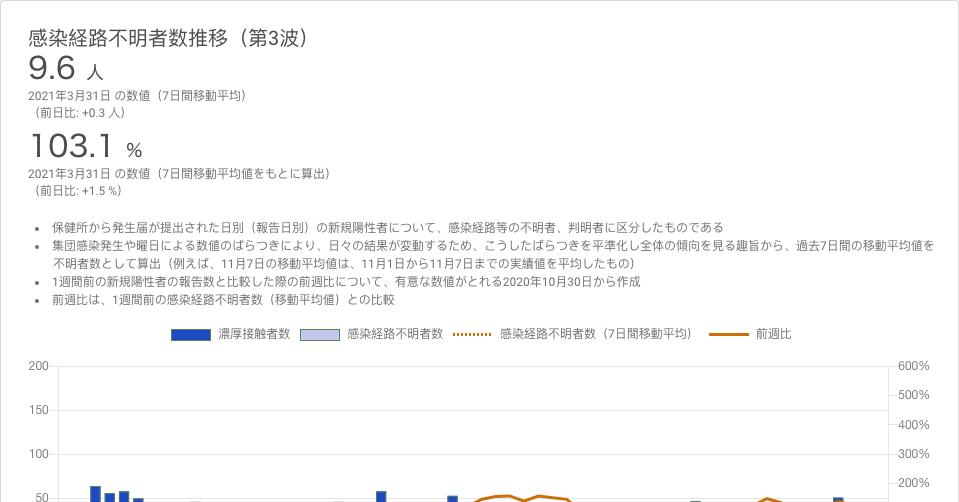 感染経路不明者数推移（第3波）
9.6 人
2021年3月31日 の数値（7日間移動平均）
（前日比: +0.3 人）
103.1 %
2021年3月31日 の数値（7日間移動平均値をもとに算出）
（前日比: +1.5 %）
• 保健所から発生届が提出された日別（報告日別）の新規陽性者について、感染経路等の不明者、判明者に区分したものである
• 集団感染発生や曜日による数値のばらつきにより、日々の結果が変動するため、こうしたばらつきを平準化し全体の傾向を見る趣旨から、過去7日間の移動平均値を
不明者数として算出（例えば、11月7日の移動平均値は、11月1日から11月7日までの実績値を平均したもの）
• 1週間前の新規陽性者の報告数と比較した際の前週比について、有意な数値がとれる2020年10月30日から作成
• 前週比は、1週間前の感染経路不明者数（移動平均値）との比較
濃厚接触者数 感染経路不明者数 感染経路不明者数（7日間移動平均） 前週比
200 600%
500%
150
400%
100 300%
200%
50